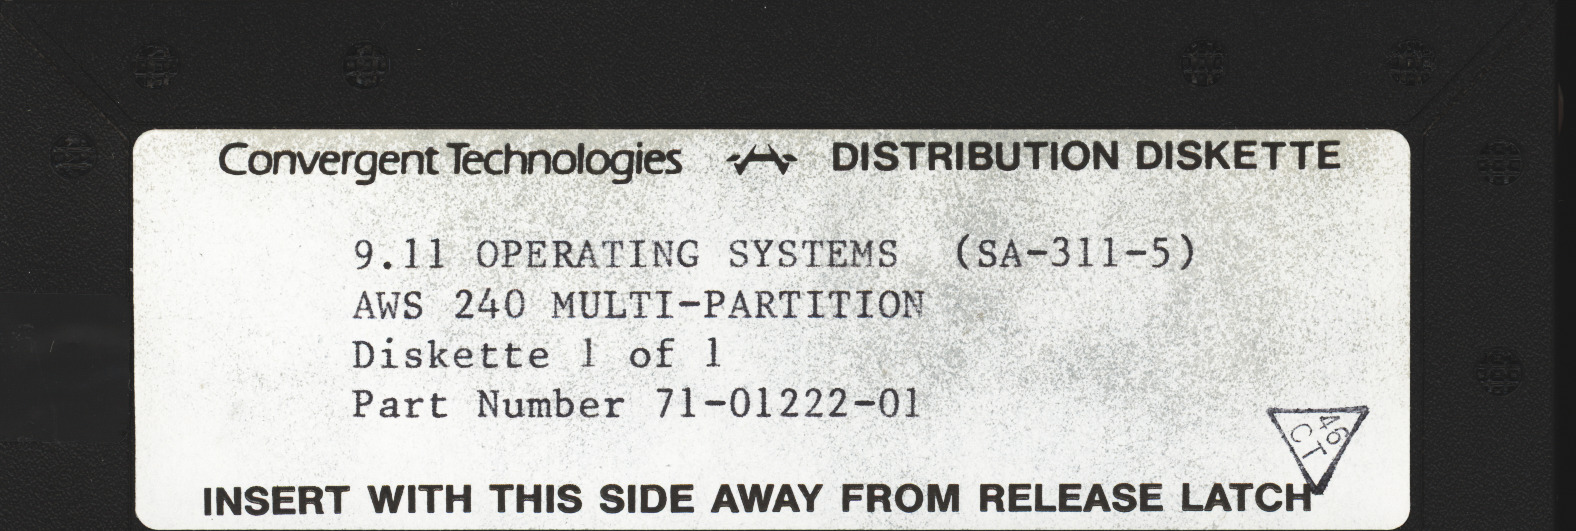 Convergent Technologies DISTRIBUTION DISKETTE
9.11 OPERATING SYSTEMS (SA-311-5)
AWS 240 MULTI-PARTITION
Diskette 1 of 1
Part Number 71-01222-01
46
CT
INSERT WITH THIS SIDE AWAY FROM RELEASE LATCH